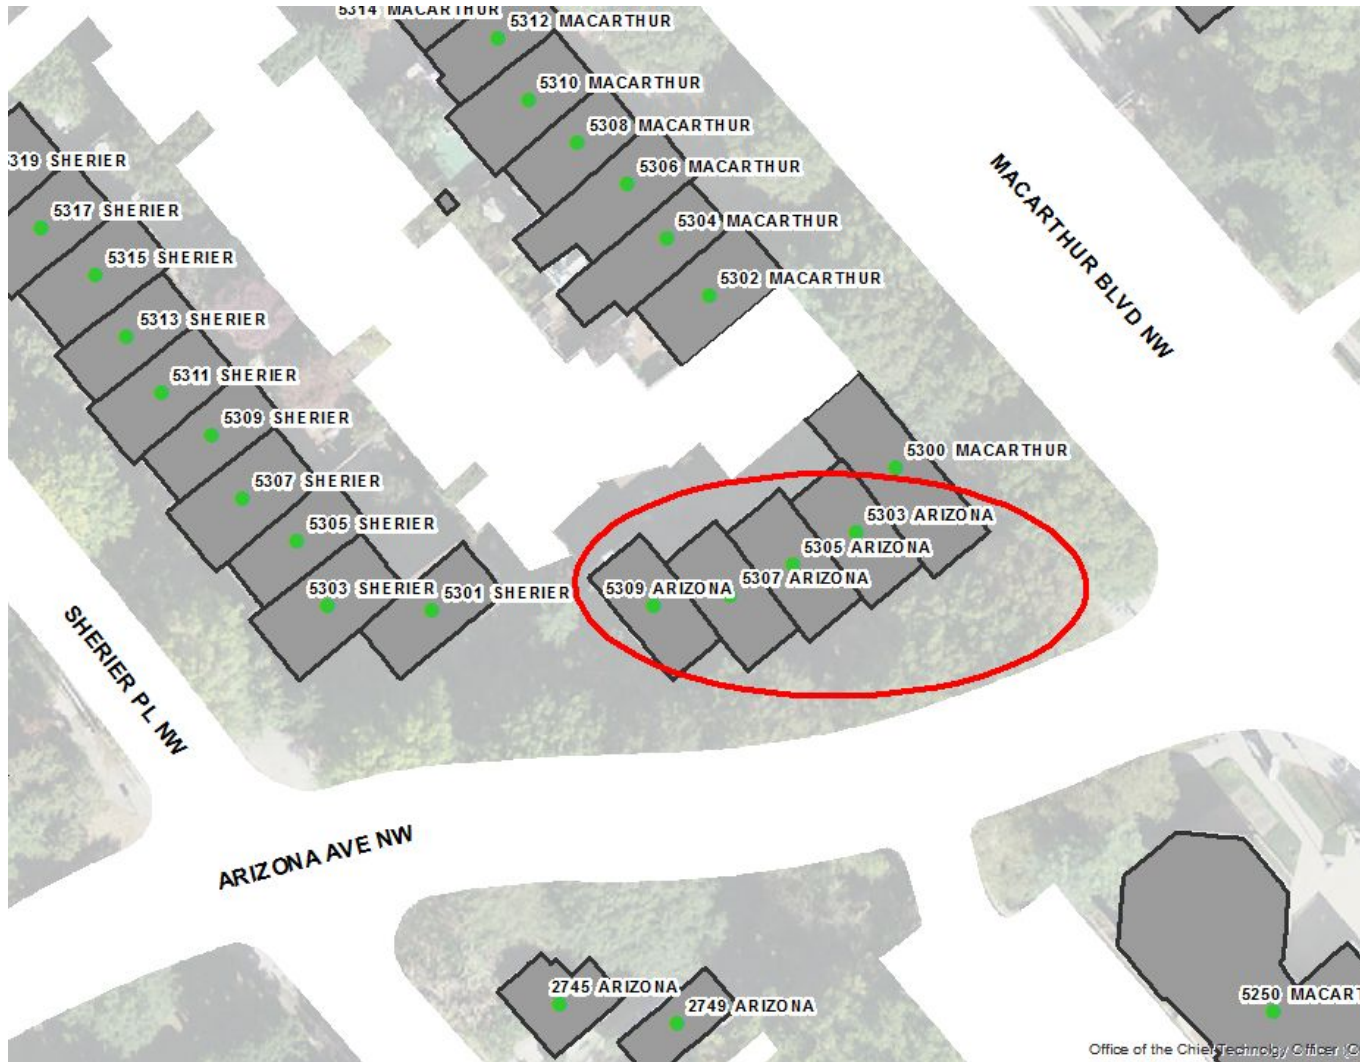 5314 MACARTHUR
5312 MACARTHUR
5310 MACARTHUR
5308 MACARTHUR
5306 MACARTHUR
5304 MACARTHUR
5302 MACARTHUR
MACARTHUR BLVD NW
5319 SHERIER
5317 SHERIER
5315 SHERIER
5313 SHERIER
5311 SHERIER
5309 SHERIER
5307 SHERIER
5305 SHERIER
5303 SHERIER
5301 SHERIER
5300 MACARTHUR
5303 ARIZONA
5305 ARIZONA
5307 ARIZONA
5309 ARIZONA
SHERIER PL NW
ARIZONA AVE NW
2745 ARIZONA
2749 ARIZONA
5250 MACART
Office of the Chief Technolgy Officer